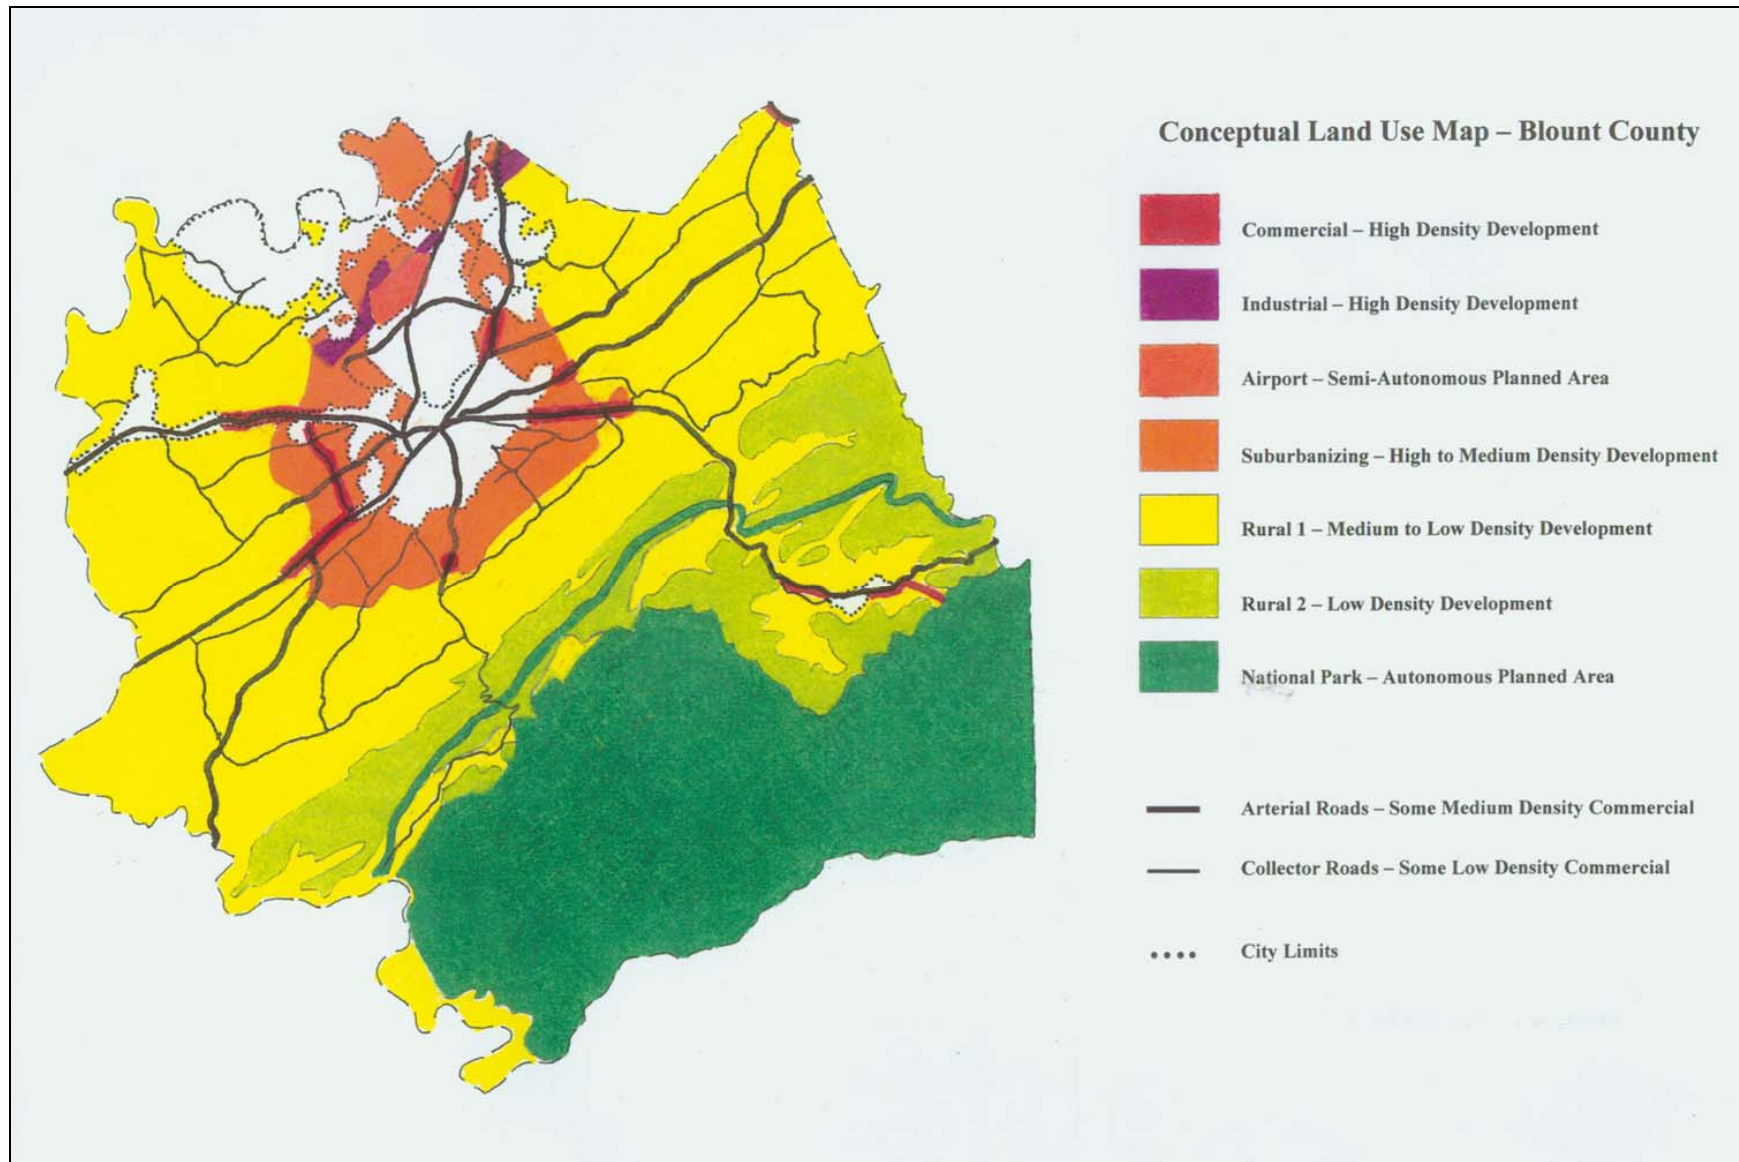 Conceptual Land Use Map – Blount County
Commercial – High Density Development
Industrial – High Density Development
Airport – Semi-Autonomous Planned Area
Suburbanizing – High to Medium Density Development
Rural 1 – Medium to Low Density Development
Rural 2 – Low Density Development
National Park – Autonomous Planned Area
Arterial Roads – Some Medium Density Commercial
Collector Roads – Some Low Density Commercial
City Limits